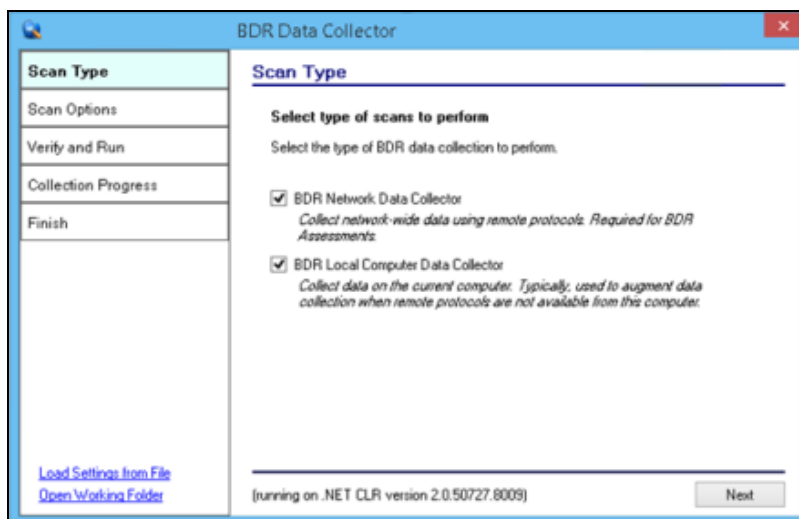 BDR Data Collector
Scan Type
Scan Options
Verify and Run
Collection Progress
Finish
Load Settings from File
Open Working Folder
Scan Type
Select type of scans to perform
Select the type of BDR data collection to perform.
BDR Network Data Collector
Collect network-wide data using remote protocols. Required for BDR
Assessments.
BDR Local Computer Data Collector
Collect data on the current computer. Typically, used to augment data
collection when remote protocols are not available from this computer.
(running on .NET CLR version 2.0.50727.8009)
Next